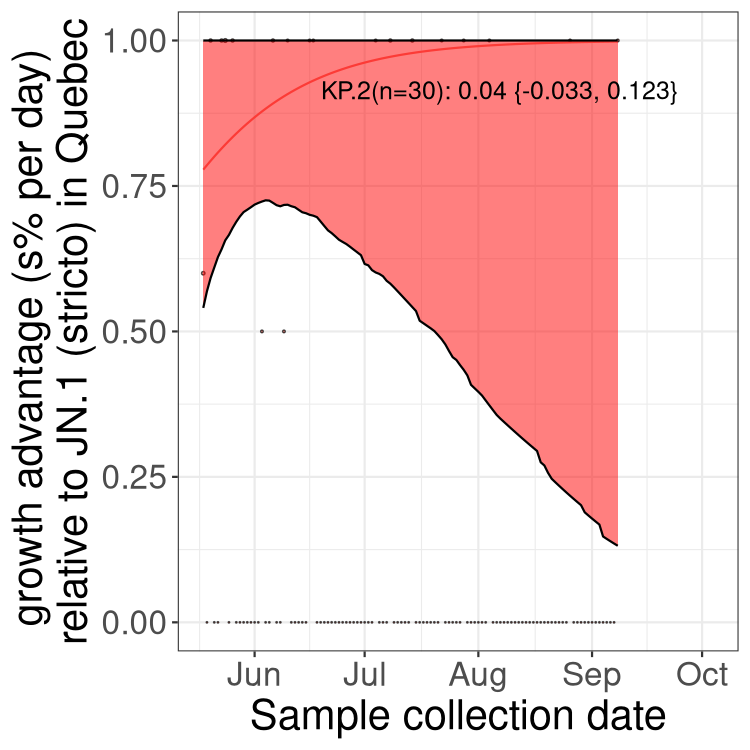 growth advantage (s% per day)
relative to JN.1 (stricto) in Quebec
1.00
0.75
0.50
0.25
0.00
KP.2(n=30): 0.04 {-0.033, 0.123}
Jun Jul Aug Sep Oct
Sample collection date